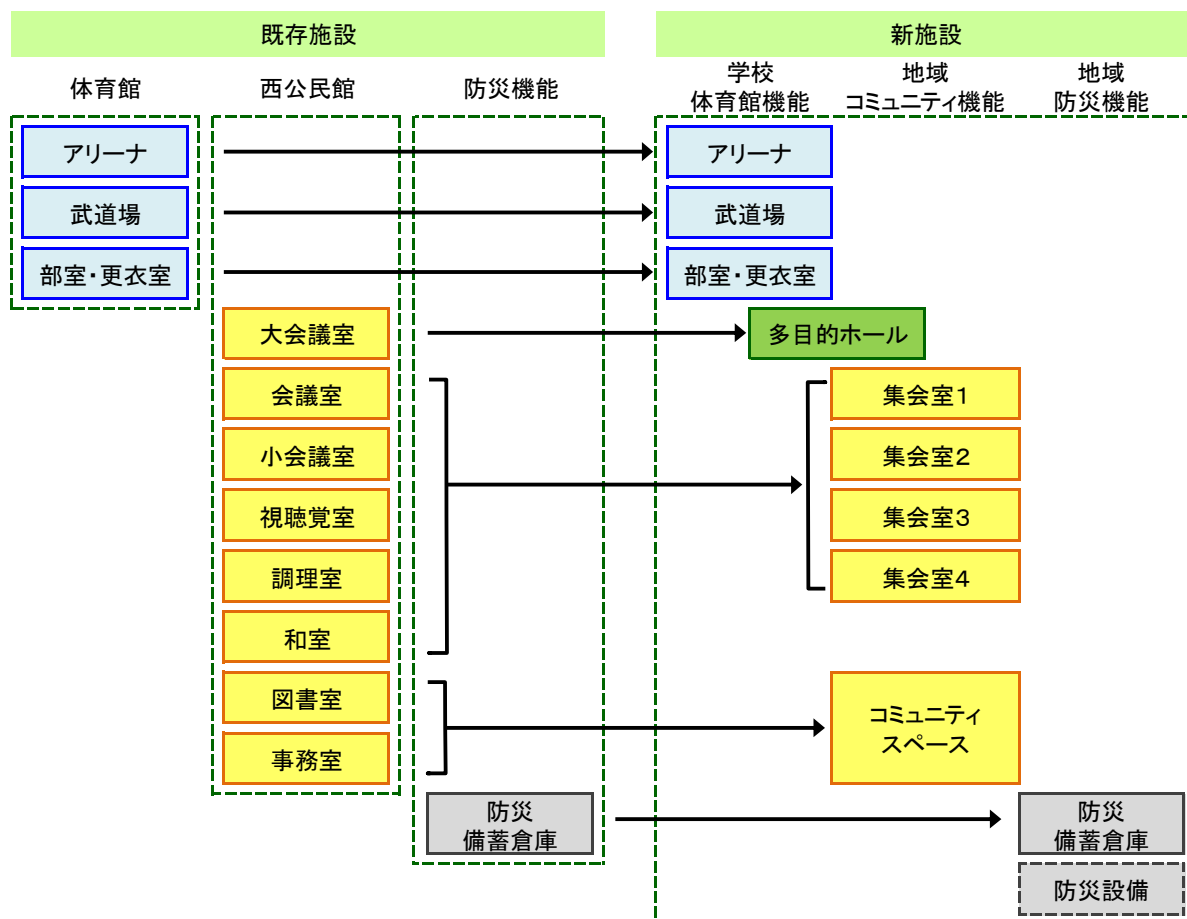 既存施設
新施設
体育館
西公民館
防災機能
学校
体育館機能
地域
コミュニティ機能
地域
防災機能
アリーナ
アリーナ
武道場
武道場
部室・更衣室
部室・更衣室
大会議室
多目的ホール
会議室
集会室1
小会議室
集会室2
視聴覚室
集会室3
調理室
集会室4
和室
図書室
事務室
コミュニティ
スペース
防災
備蓄倉庫
防災
備蓄倉庫
防災設備